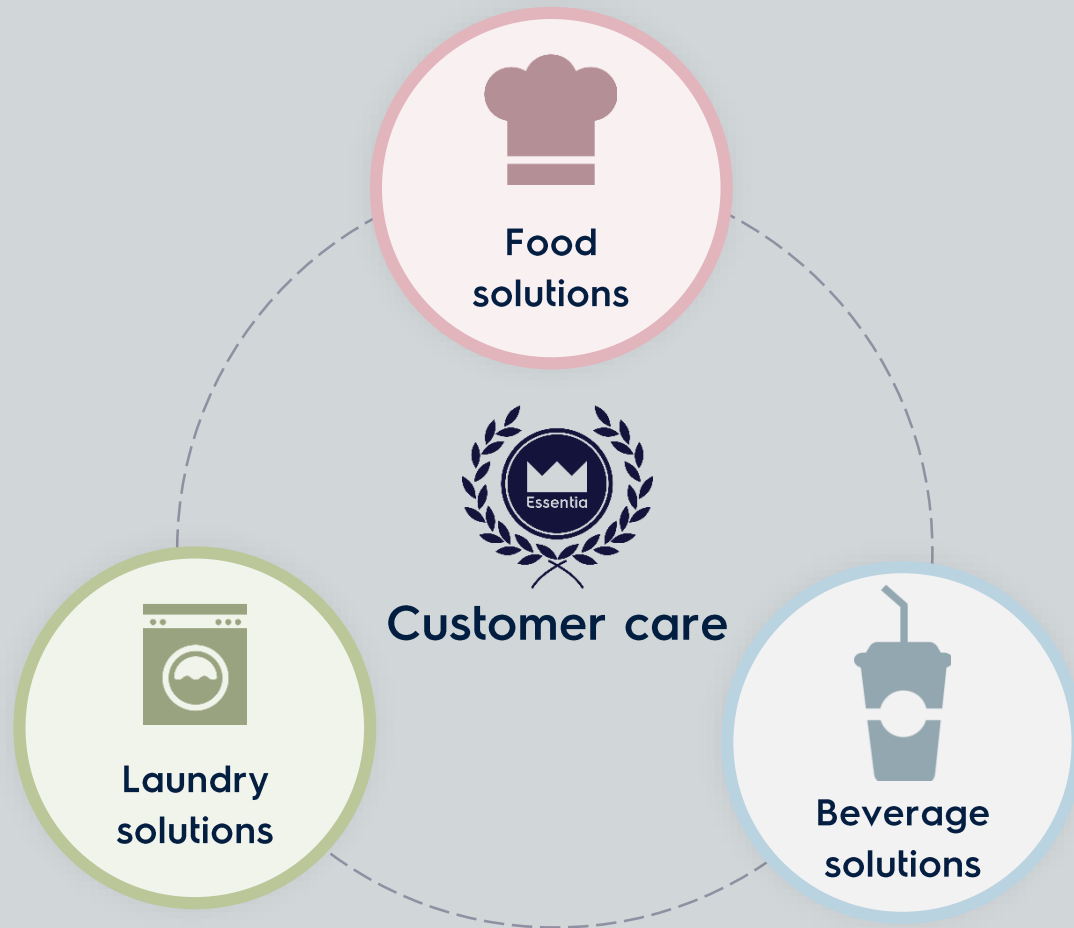 Food
solutions
Essentia
Customer care
Laundry
solutions
Beverage
solutions